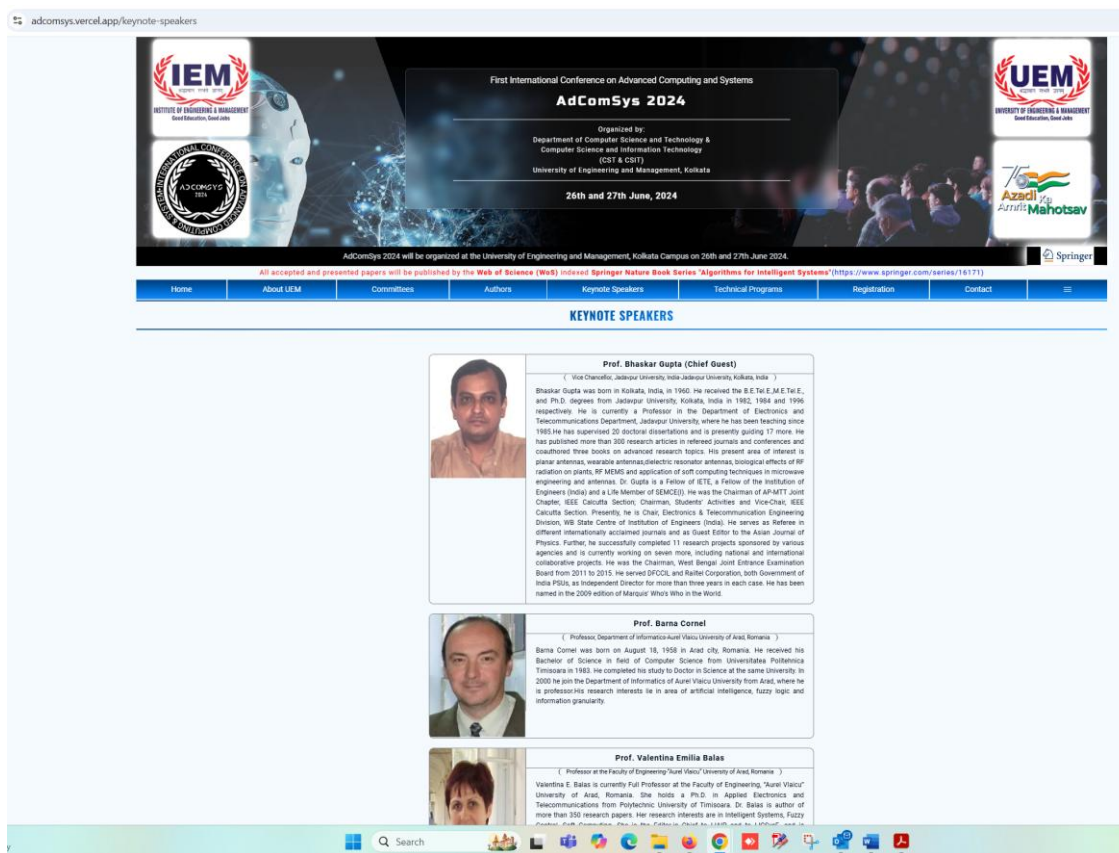 adcomsys.vercel.app/keynote-speakers
IEM
INSTITUTE OF ENGINEERING & MANAGEMENT
Good Education, Good Jobs
INTERNATIONAL CONFERENCE ON ADVANCED COMPUTING SYSTEM
ADCOMSYS
2024
First International Conference on Advanced Computing and Systems
AdComSys 2024
Organized by:
Department of Computer Science and Technology &
Computer Science and Information Technology
(CST & CSIT)
University of Engineering and Management, Kolkata
26th and 27th June, 2024
UEM
UNIVERSITY OF ENGINEERING & MANAGEMENT
Good Education, Good Jobs
75
Azadi Ka
Amrit Mahotsav
AdComSys 2024 will be organized at the University of Engineering and Management, Kolkata Campus on 26th and 27th June 2024.
Springer
All accepted and presented papers will be published by the Web of Science (WoS) indexed Springer Nature Book Series "Algorithms for Intelligent Systems"(https://www.springer.com/series/16171)
Home About UEM Committees Authors Keynote Speakers Technical Programs Registration Contact
KEYNOTE SPEAKERS
Prof. Bhaskar Gupta (Chief Guest)
( Vice Chancellor, Jadavpur University, India-Jadavpur University, Kolkata, India )
Bhaskar Gupta was born in Kolkata, India, in 1960. He received the B.E.Tel.E.,M.E.Tel.E.,
and Ph.D. degrees from Jadavpur University, Kolkata, India in 1982, 1984 and 1996
respectively. He is currently a Professor in the Department of Electronics and
Telecommunications Department, Jadavpur University, where he has been teaching since
1985.He has supervised 20 doctoral dissertations and is presently guiding 17 more. He
has published more than 300 research articles in refereed journals and conferences and
coauthored three books on advanced research topics. His present area of interest is
planar antennas, wearable antennas,dielectric resonator antennas, biological effects of RF
radiation on plants, RF MEMS and application of soft computing techniques in microwave
engineering and antennas. Dr. Gupta is a Fellow of IETE, a Fellow of the Institution of
Engineers (India) and a Life Member of SEMCE(I). He was the Chairman of AP-MTT Joint
Chapter, IEEE Calcutta Section; Chairman, Students' Activities and Vice-Chair, IEEE
Calcutta Section. Presently, he is Chair, Electronics & Telecommunication Engineering
Division, WB State Centre of Institution of Engineers (India). He serves as Referee in
different internationally acclaimed journals and as Guest Editor to the Asian Journal of
Physics. Further, he successfully completed 11 research projects sponsored by various
agencies and is currently working on seven more, including national and international
collaborative projects. He was the Chairman, West Bengal Joint Entrance Examination
Board from 2011 to 2015. He served DFCCIL and Railtel Corporation, both Government of
India PSUs, as Independent Director for more than three years in each case. He has been
named in the 2009 edition of Marquis' Who's Who in the World.
Prof. Barna Cornel
( Professor, Department of Informatics-Aurel Vlaicu University of Arad, Romania )
Barna Cornel was born on August 18, 1958 in Arad city, Romania. He received his
Bachelor of Science in field of Computer Science from Universitatea Politehnica
Timisoara in 1983. He completed his study to Doctor in Science at the same University. In
2000 he join the Department of Informatics of Aurel Vlaicu University from Arad, where he
is professor.His research interests lie in area of artificial intelligence, fuzzy logic and
information granularity.
Prof. Valentina Emilia Balas
( Professor at the Faculty of Engineering-"Aurel Vlaicu" University of Arad, Romania )
Valentina E. Balas is currently Full Professor at the Faculty of Engineering, "Aurel Vlaicu"
University of Arad, Romania. She holds a Ph.D. in Applied Electronics and
Telecommunications from Polytechnic University of Timisoara. Dr. Balas is author of
more than 350 research papers. Her research interests are in Intelligent Systems, Fuzzy
Search